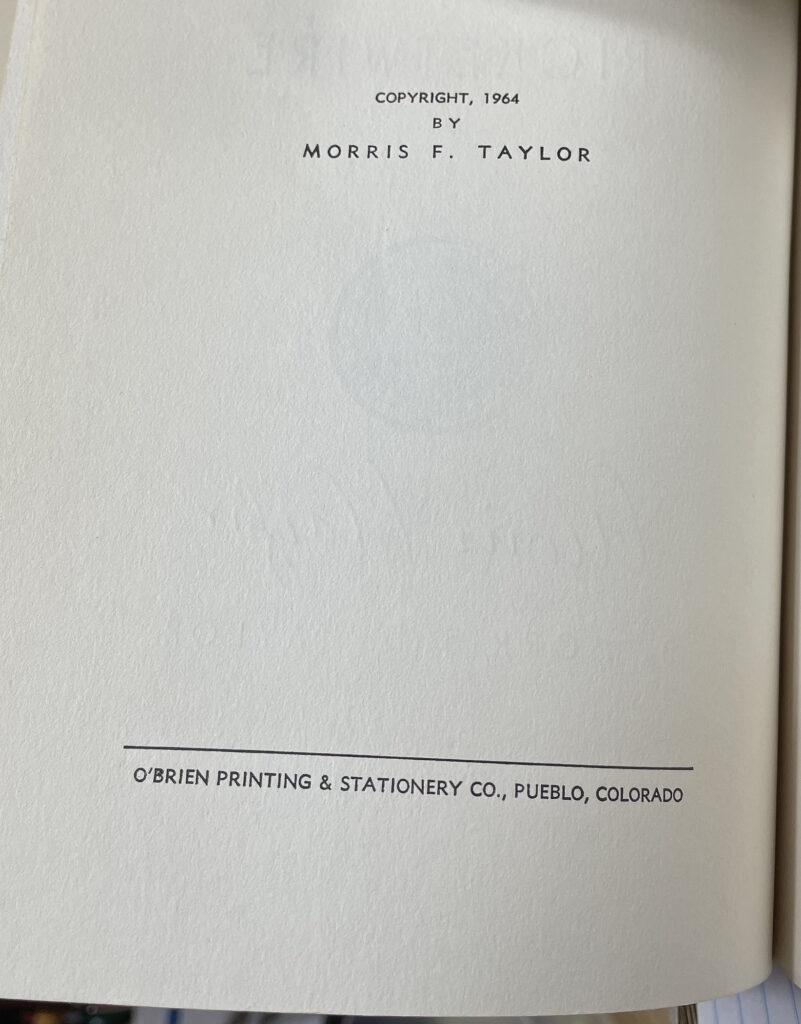 COPYRIGHT, 1964
BY
MORRIS F. TAYLOR
O'BRIEN PRINTING & STATIONERY CO., PUEBLO, COLORADO